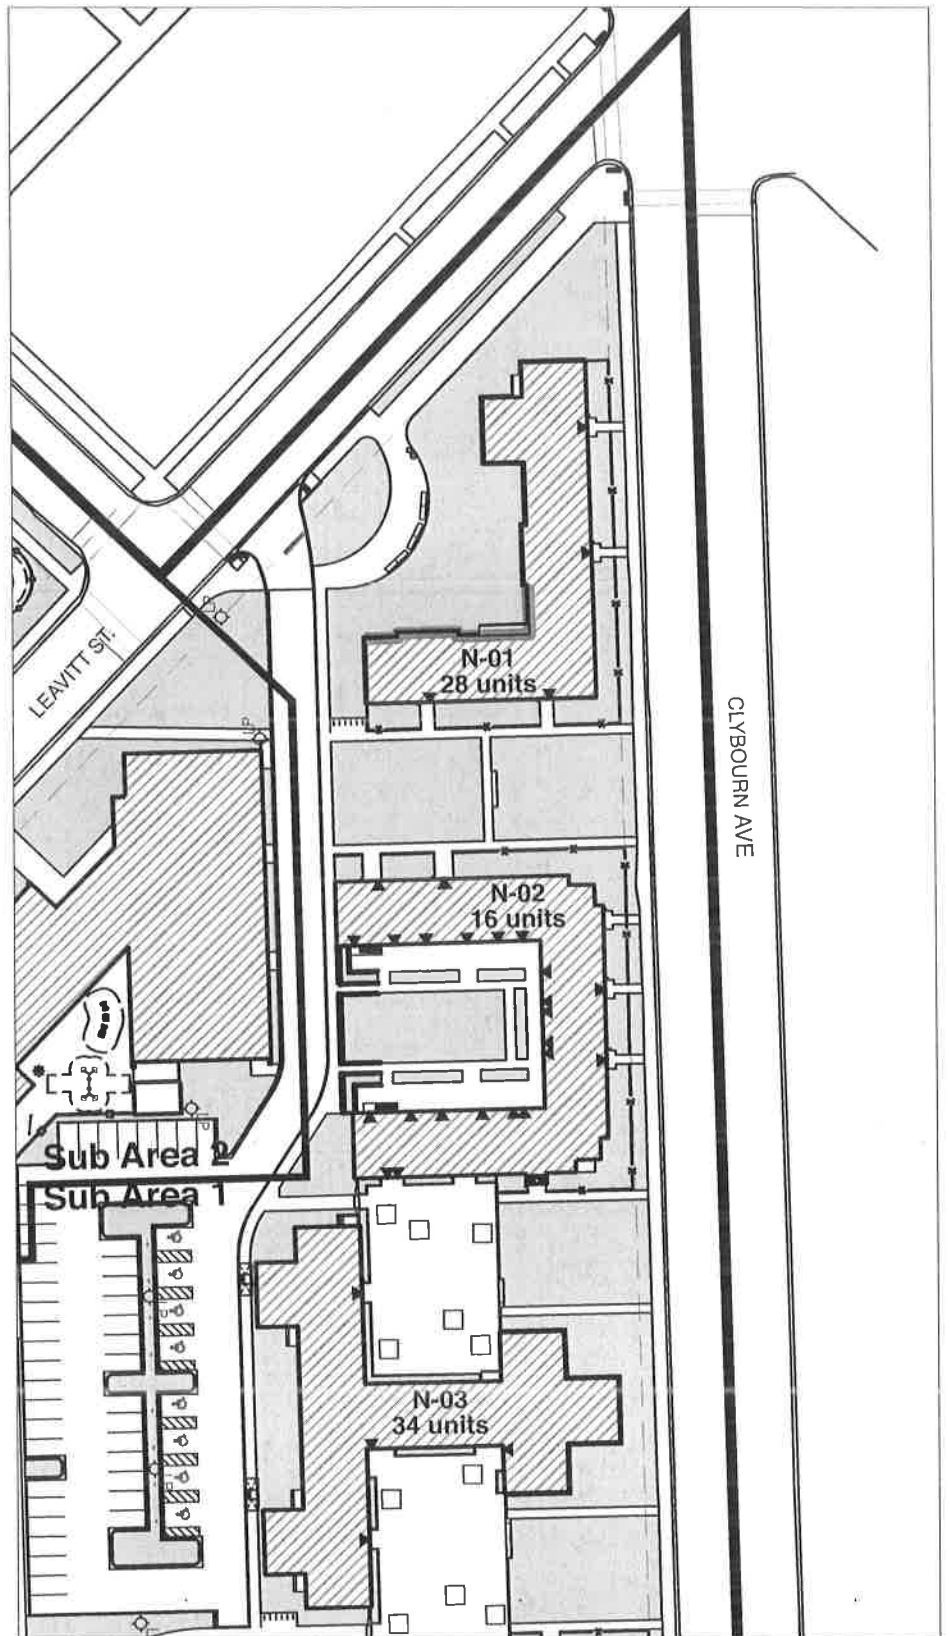 LEAVITT ST.
N-01
28 units
CLYBOURN AVE
N-02
16 units
Sub Area 2
Sub Area 1
N-03
34 units